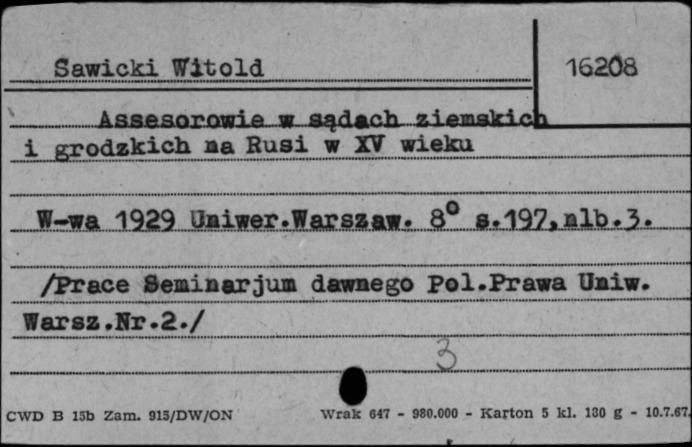 Sawicki Witold
16208
Assesorowie w sądach ziemskich
i grodzkich na Rusi w XV wieku
W-wa 1929 Uniwer.Warszaw. 8° s.197,nlb.3.
/Prace Seminarjum dawnego Pol.Prawa Uniw.
Warsz.Nr.2./
3
CWD B 15b Zam. 915/DW/ON Wrak 647 - 980.000 - Karton 5 kl. 180 g - 10.7.67.